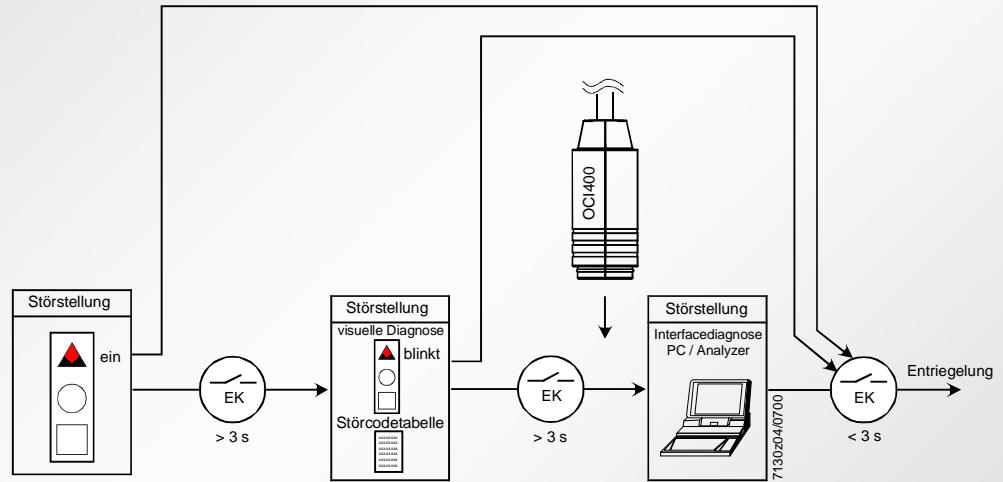 OCI400
Störstellung
ein
EK
> 3 s
Störstellung
visuelle Diagnose
blinkt
Störcodetabelle
EK
> 3 s
Störstellung
Interfacediagnose
PC / Analyzer
7130z04/0700
EK
< 3 s
Entriegelung